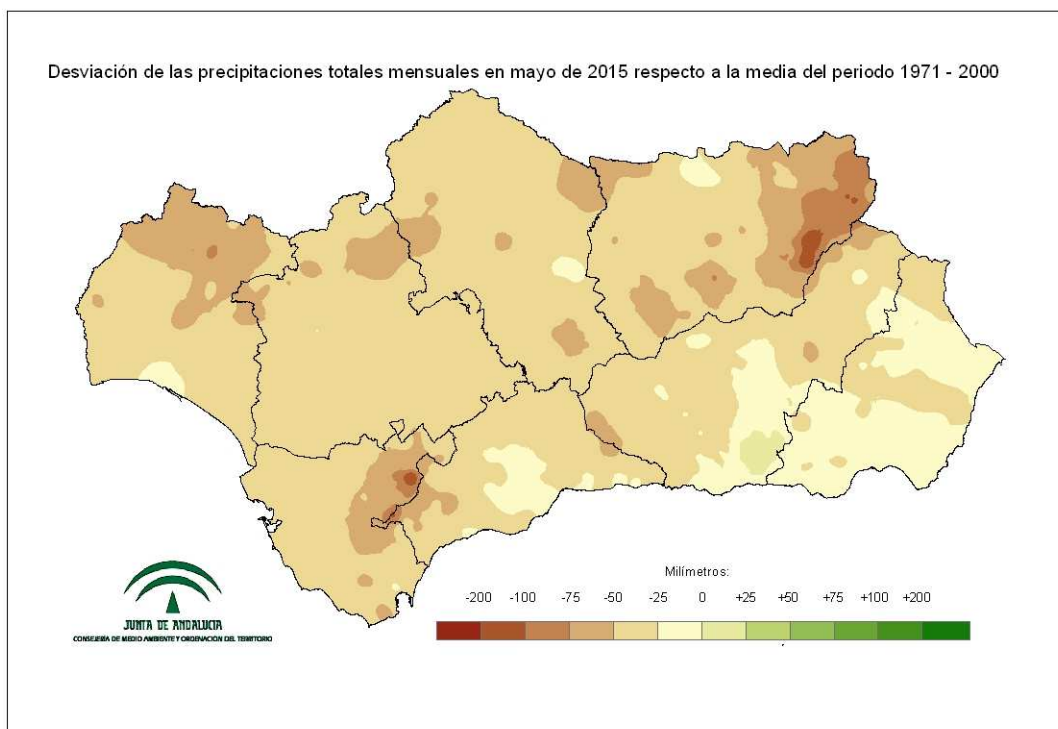 Desviación de las precipitaciones totales mensuales en mayo de 2015 respecto a la media del periodo 1971 - 2000
Milímetros:
-200 -100 -75 -50 -25 0 +25 +50 +75 +100 +200
JUNTA DE ANDALUCIA
CONSEJERÍA DE MEDIO AMBIENTE Y ORDENACIÓN DEL TERRITORIO